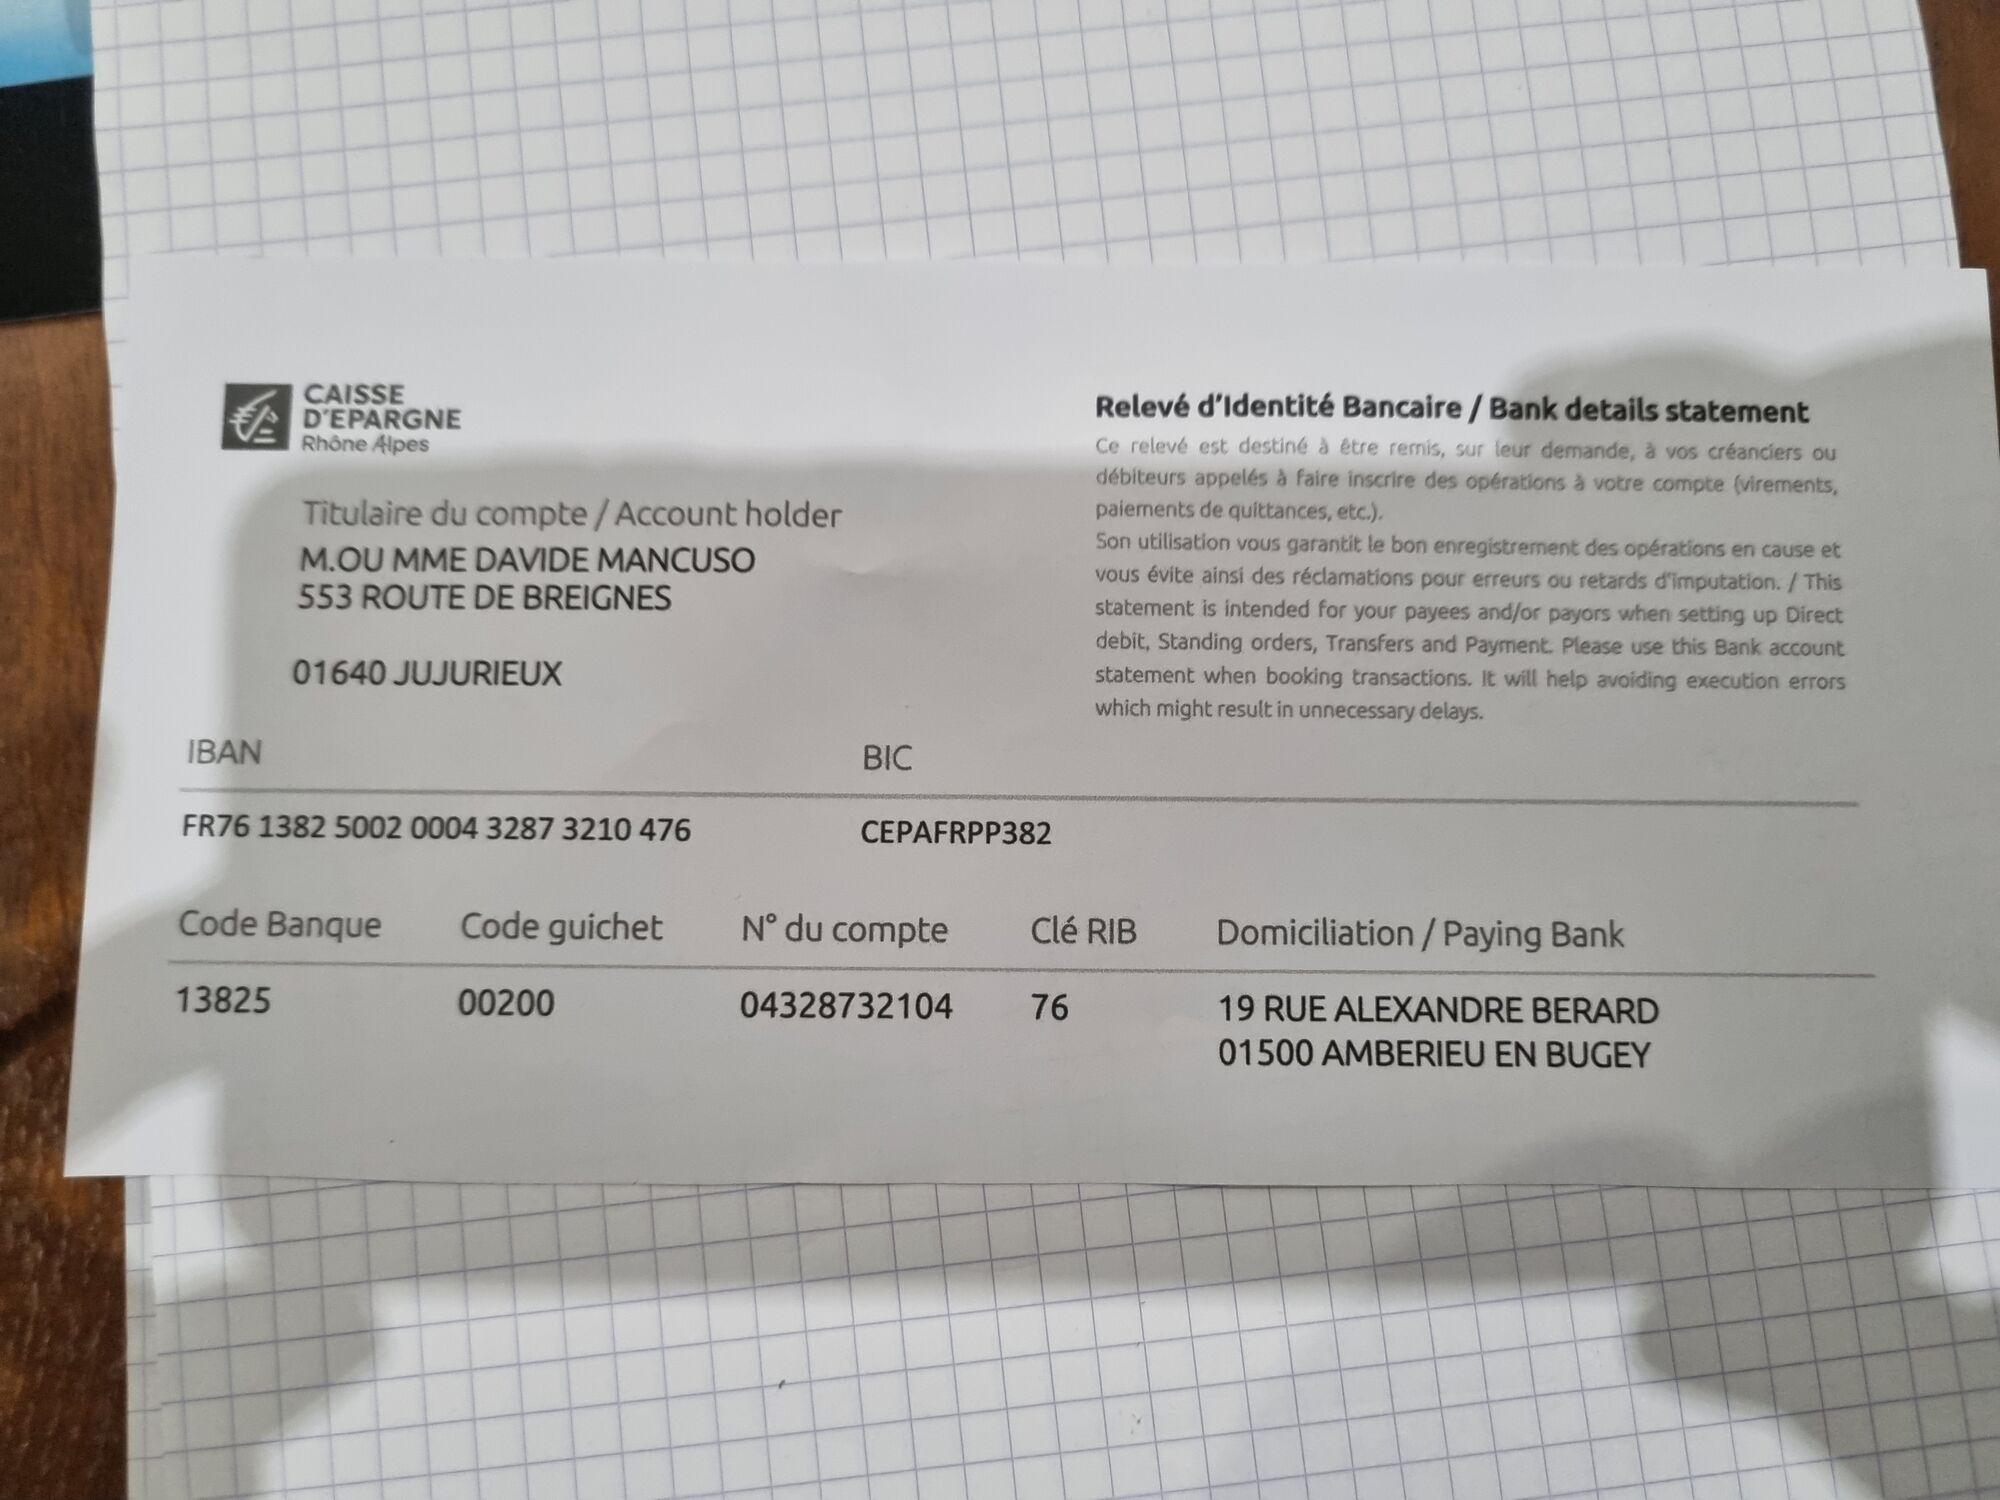 CAISSE
D'EPARGNE
Rhône Alpes
Relevé d'Identité Bancaire / Bank details statement
Ce relevé est destiné à être remis, sur leur demande, à vos créanciers ou
débiteurs appelés à faire inscrire des opérations à votre compte (virements,
paiements de quittances, etc.).
Son utilisation vous garantit le bon enregistrement des opérations en cause et
vous évite ainsi des réclamations pour erreurs ou retards d'imputation. / This
statement is intended for your payees and/or payors when setting up Direct
debit, Standing orders, Transfers and Payment. Please use this Bank account
statement when booking transactions. It will help avoiding execution errors
which might result in unnecessary delays.
Titulaire du compte / Account holder
M.OU MME DAVIDE MANCUSO
553 ROUTE DE BREIGNES
01640 JUJURIEUX
IBAN BIC
FR76 1382 5002 0004 3287 3210 476 CEPAFRPP382
Code Banque Code guichet N° du compte Clé RIB Domiciliation / Paying Bank
13825 00200 04328732104 76 19 RUE ALEXANDRE BERARD
01500 AMBERIEU EN BUGEY